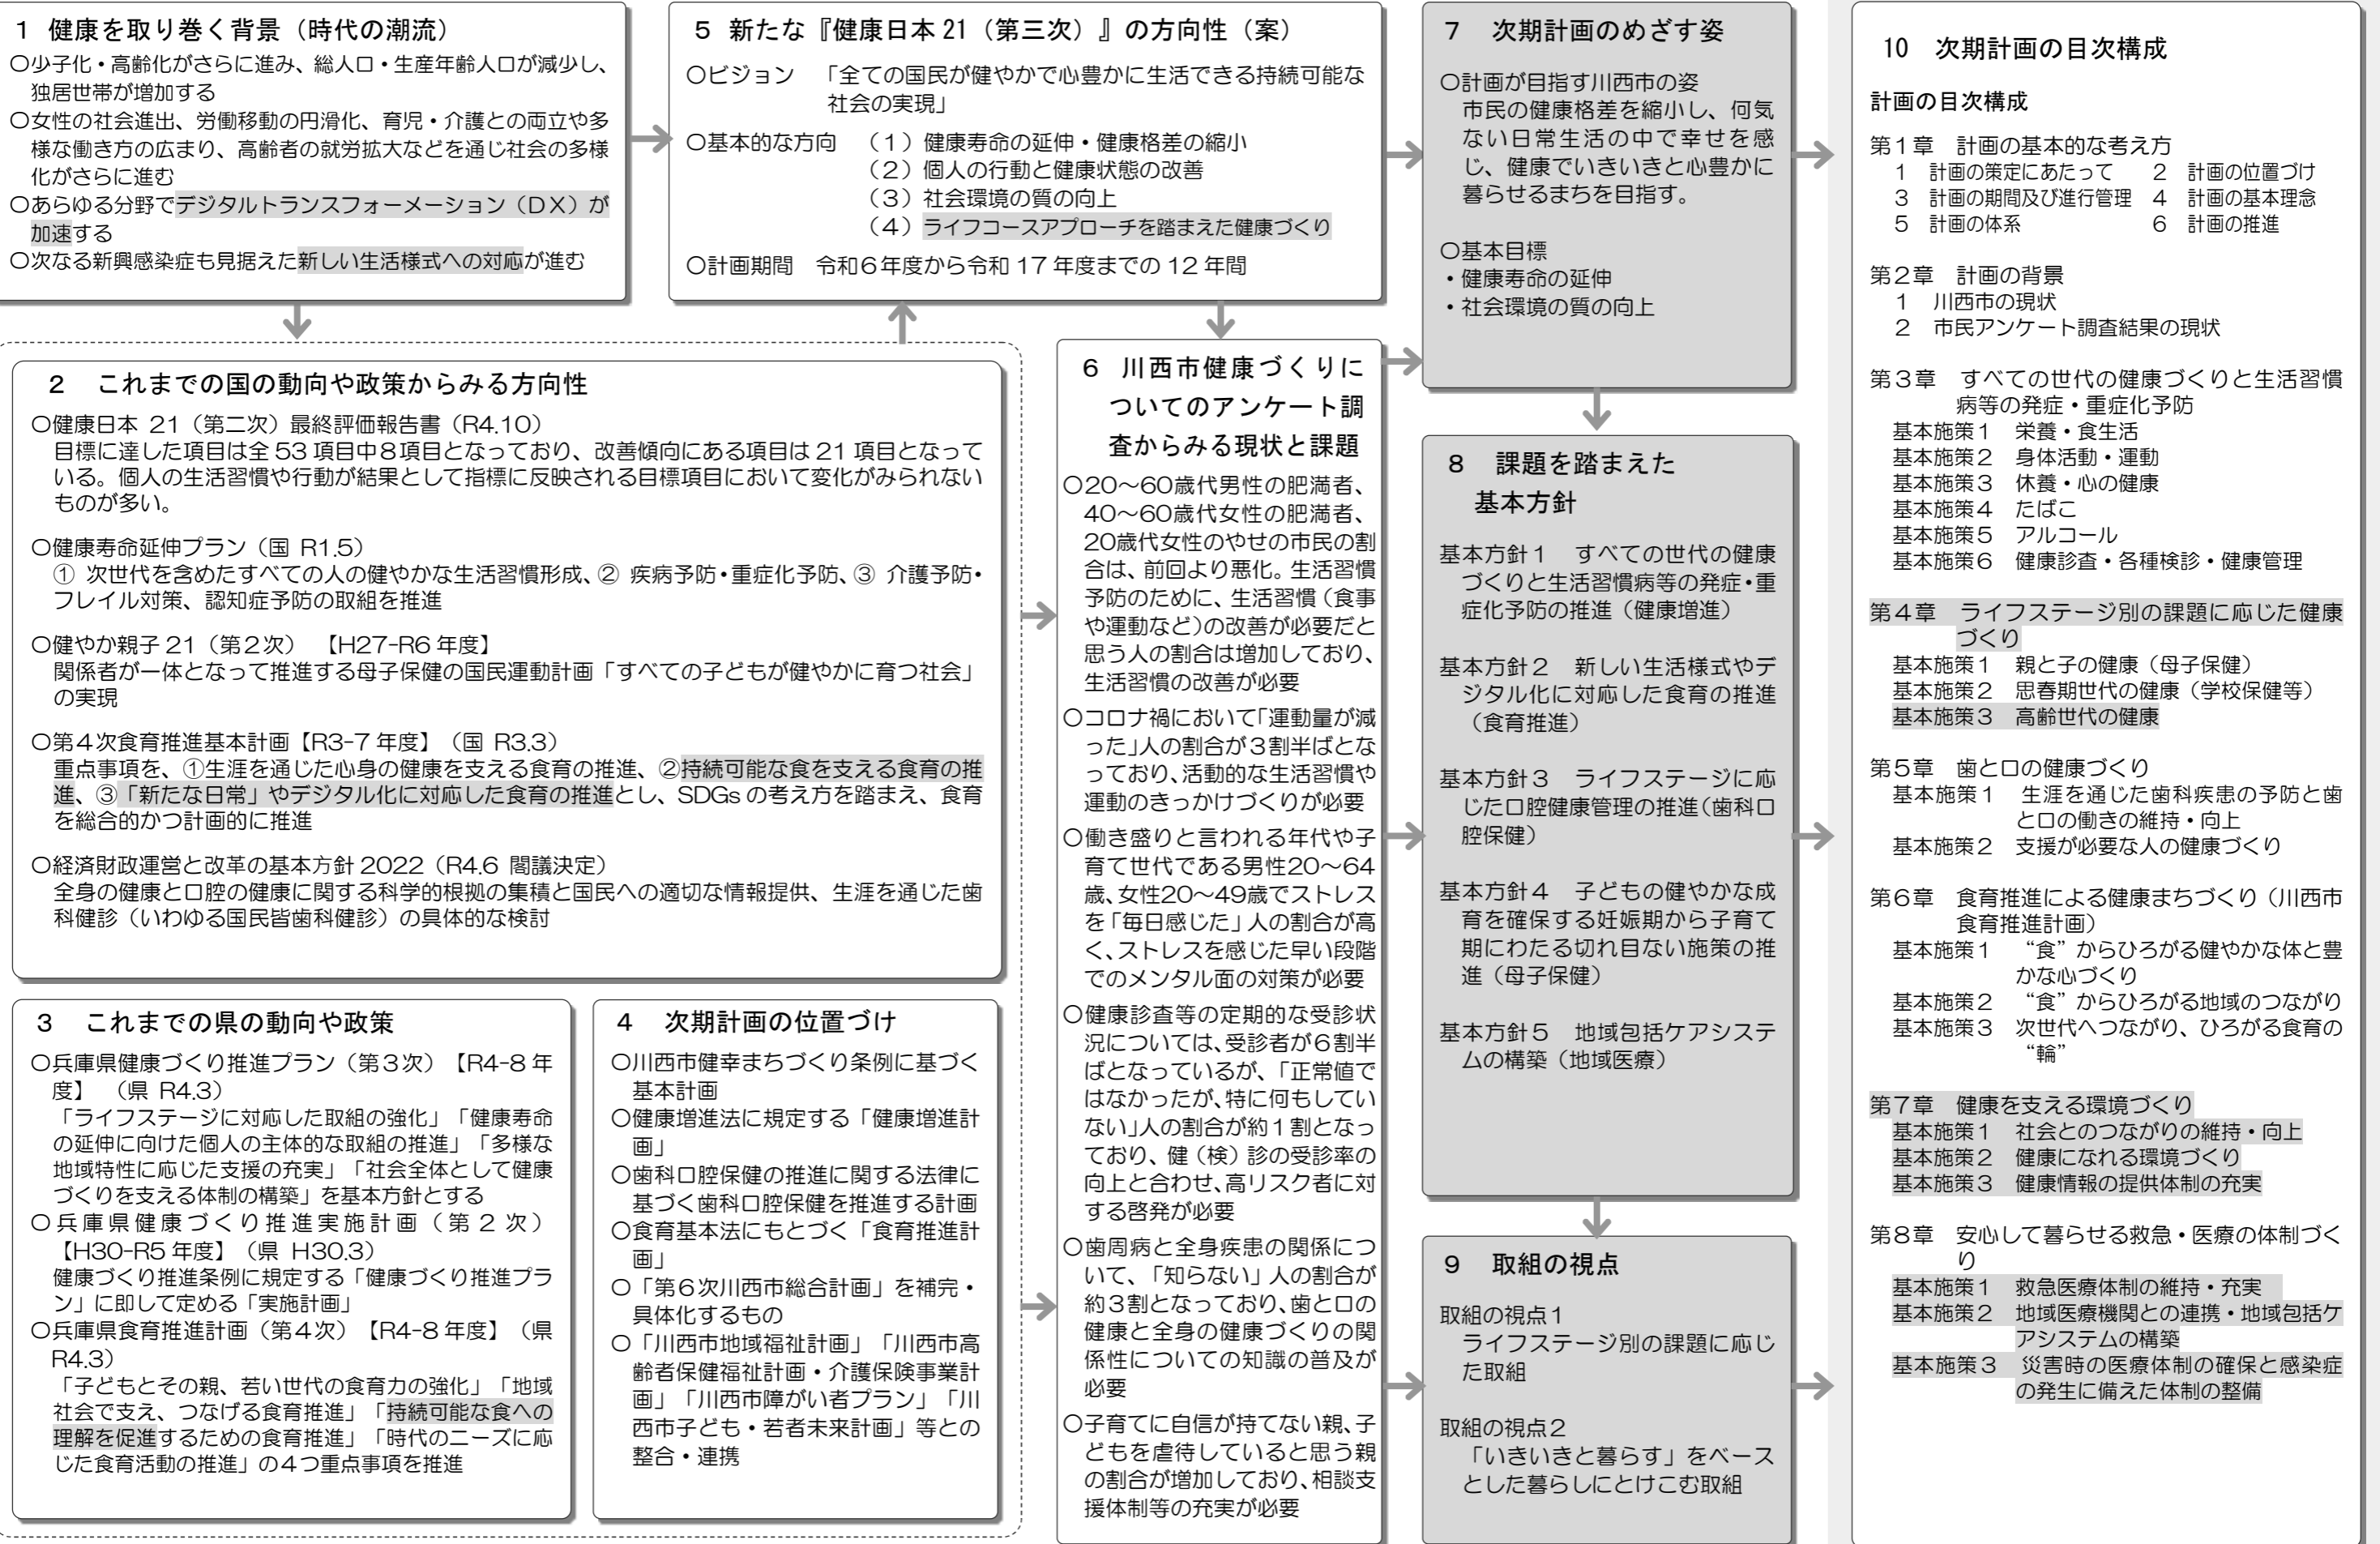 1 健康を取り巻く背景（時代の潮流）
○少子化・高齢化がさらに進み、総人口・生産年齢人口が減少し、
独居世帯が増加する
○女性の社会進出、労働移動の円滑化、育児・介護との両立や多
様な働き方の広まり、高齢者の就労拡大などを通じ社会の多様
化がさらに進む
○あらゆる分野でデジタルトランスフォーメーション（DX）が
加速する
○次なる新興感染症も見据えた新しい生活様式への対応が進む
2 これまでの国の動向や政策からみる方向性
○健康日本 21（第二次）最終評価報告書（R4.10）
目標に達した項目は全 53 項目中８項目となっており、改善傾向にある項目は 21 項目となって
いる。個人の生活習慣や行動が結果として指標に反映される目標項目において変化がみられない
ものが多い。
○健康寿命延伸プラン（国 R1.5）
① 次世代を含めたすべての人の健やかな生活習慣形成、② 疾病予防・重症化予防、③ 介護予防・
フレイル対策、認知症予防の取組を推進
○健やか親子 21（第２次） 【H27-R6 年度】
関係者が一体となって推進する母子保健の国民運動計画「すべての子どもが健やかに育つ社会」
の実現
○第４次食育推進基本計画【R3-7 年度】（国 R3.3）
重点事項を、①生涯を通じた心身の健康を支える食育の推進、②持続可能な食を支える食育の推
進、③「新たな日常」やデジタル化に対応した食育の推進とし、SDGs の考え方を踏まえ、食育
を総合的かつ計画的に推進
○経済財政運営と改革の基本方針 2022（R4.6 閣議決定）
全身の健康と口腔の健康に関する科学的根拠の集積と国民への適切な情報提供、生涯を通じた歯
科健診（いわゆる国民皆歯科健診）の具体的な検討
3 これまでの県の動向や政策
○兵庫県健康づくり推進プラン（第３次）【R4-8 年
度】 （県 R4.3）
「ライフステージに対応した取組の強化」「健康寿命
の延伸に向けた個人の主体的な取組の推進」「多様な
地域特性に応じた支援の充実」「社会全体として健康
づくりを支える体制の構築」を基本方針とする
○兵庫県健康づくり推進実施計画（第２次）
【H30-R5 年度】（県 H30.3）
健康づくり推進条例に規定する「健康づくり推進プラ
ン」に即して定める「実施計画」
○兵庫県食育推進計画（第４次）【R4-8 年度】（県
R4.3）
「子どもとその親、若い世代の食育力の強化」「地域
社会で支え、つなげる食育推進」「持続可能な食への
理解を促進するための食育推進」「時代のニーズに応
じた食育活動の推進」の４つ重点事項を推進
4 次期計画の位置づけ
○川西市健幸まちづくり条例に基づく
基本計画
○健康増進法に規定する「健康増進計
画」
○歯科口腔保健の推進に関する法律に
基づく歯科口腔保健を推進する計画
○食育基本法にもとづく「食育推進計
画」
○「第６次川西市総合計画」を補完・
具体化するもの
○「川西市地域福祉計画」「川西市高
齢者保健福祉計画・介護保険事業計
画」「川西市障がい者プラン」「川
西市子ども・若者未来計画」等との
整合・連携
5 新たな『健康日本 21（第三次）』の方向性（案）
○ビジョン 「全ての国民が健やかで心豊かに生活できる持続可能な
社会の実現」
○基本的な方向 （１）健康寿命の延伸・健康格差の縮小
（２）個人の行動と健康状態の改善
（３）社会環境の質の向上
（４）ライフコースアプローチを踏まえた健康づくり
○計画期間 令和６年度から令和 17 年度までの 12 年間
6 川西市健康づくりに
ついてのアンケート調
査からみる現状と課題
○20～60歳代男性の肥満者、
40～60歳代女性の肥満者、
20歳代女性のやせの市民の割
合は、前回より悪化。生活習慣
予防のために、生活習慣（食事
や運動など）の改善が必要だと
思う人の割合は増加しており、
生活習慣の改善が必要
○コロナ禍において「運動量が減
った」人の割合が３割半ばとな
っており、活動的な生活習慣や
運動のきっかけづくりが必要
○働き盛りと言われる年代や子
育て世代である男性20～64
歳、女性20～49歳でストレス
を「毎日感じた」人の割合が高
く、ストレスを感じた早い段階
でのメンタル面の対策が必要
○健康診査等の定期的な受診状
況については、受診者が６割半
ばとなっているが、「正常値で
はなかったが、特に何もしてい
ない」人の割合が約１割となっ
ており、健（検）診の受診率の
向上と合わせ、高リスク者に対
する啓発が必要
○歯周病と全身疾患の関係につ
いて、「知らない」人の割合が
約３割となっており、歯と口の
健康と全身の健康づくりの関
係性についての知識の普及が
必要
○子育てに自信が持てない親、子
どもを虐待していると思う親
の割合が増加しており、相談支
援体制等の充実が必要
7 次期計画のめざす姿
○計画が目指す川西市の姿
市民の健康格差を縮小し、何気
ない日常生活の中で幸せを感
じ、健康でいきいきと心豊かに
暮らせるまちを目指す。
○基本目標
・健康寿命の延伸
・社会環境の質の向上
8 課題を踏まえた
基本方針
基本方針１ すべての世代の健康
づくりと生活習慣病等の発症・重
症化予防の推進（健康増進）
基本方針２ 新しい生活様式やデ
ジタル化に対応した食育の推進
（食育推進）
基本方針３ ライフステージに応
じた口腔健康管理の推進（歯科口
腔保健）
基本方針４ 子どもの健やかな成
育を確保する妊娠期から子育て
期にわたる切れ目ない施策の推
進（母子保健）
基本方針５ 地域包括ケアシステ
ムの構築（地域医療）
9 取組の視点
取組の視点１
ライフステージ別の課題に応じ
た取組
取組の視点２
「いきいきと暮らす」をベース
とした暮らしにとけこむ取組
10 次期計画の目次構成
計画の目次構成
第１章 計画の基本的な考え方
１ 計画の策定にあたって ２ 計画の位置づけ
３ 計画の期間及び進行管理 ４ 計画の基本理念
５ 計画の体系 ６ 計画の推進
第２章 計画の背景
１ 川西市の現状
２ 市民アンケート調査結果の現状
第３章 すべての世代の健康づくりと生活習慣
病等の発症・重症化予防
基本施策１ 栄養・食生活
基本施策２ 身体活動・運動
基本施策３ 休養・心の健康
基本施策４ たばこ
基本施策５ アルコール
基本施策６ 健康診査・各種検診・健康管理
第４章 ライフステージ別の課題に応じた健康
づくり
基本施策１ 親と子の健康（母子保健）
基本施策２ 思春期世代の健康（学校保健等）
基本施策３ 高齢世代の健康
第５章 歯と口の健康づくり
基本施策１ 生涯を通じた歯科疾患の予防と歯
と口の働きの維持・向上
基本施策２ 支援が必要な人の健康づくり
第６章 食育推進による健康まちづくり（川西市
食育推進計画）
基本施策１ “食”からひろがる健やかな体と豊
かな心づくり
基本施策２ “食”からひろがる地域のつながり
基本施策３ 次世代へつながり、ひろがる食育の
“輪”
第７章 健康を支える環境づくり
基本施策１ 社会とのつながりの維持・向上
基本施策２ 健康になれる環境づくり
基本施策３ 健康情報の提供体制の充実
第８章 安心して暮らせる救急・医療の体制づく
り
基本施策１ 救急医療体制の維持・充実
基本施策２ 地域医療機関との連携・地域包括ケ
アシステムの構築
基本施策３ 災害時の医療体制の確保と感染症
の発生に備えた体制の整備